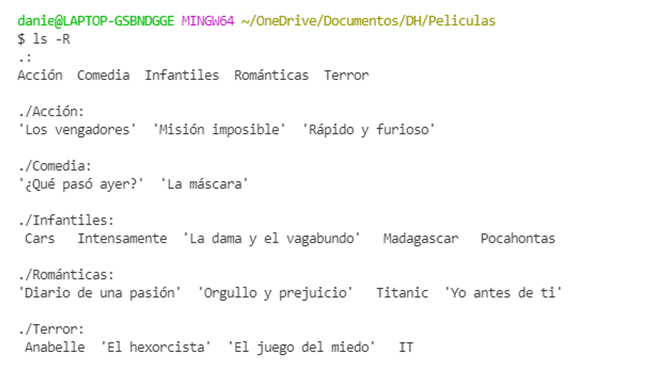 danie@LAPTOP-GSBNDGGE MINGW64 ~/OneDrive/Documentos/DH/Peliculas
$ ls -R
.:
Acción  Comedia  Infantiles  Románticas  Terror

./Acción:
'Los vengadores'  'Misión imposible'  'Rápido y furioso'

./Comedia:
'¿Qué pasó ayer?'  'La máscara'

./Infantiles:
 Cars   Intensamente  'La dama y el vagabundo'   Madagascar   Pocahontas

./Románticas:
'Diario de una pasión'  'Orgullo y prejuicio'   Titanic  'Yo antes de ti'

./Terror:
 Anabelle  'El hexorcista'  'El juego del miedo'   IT